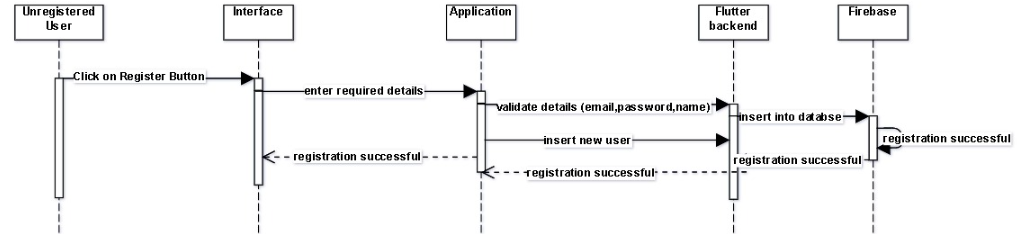 Unregistered
User
Interface
Application
Flutter
backend
Firebase
Click on Register Button
enter required details
validate details (email,password,name)
insert into databse
insert new user
registration successful
registration successful
registration successful
registration successful